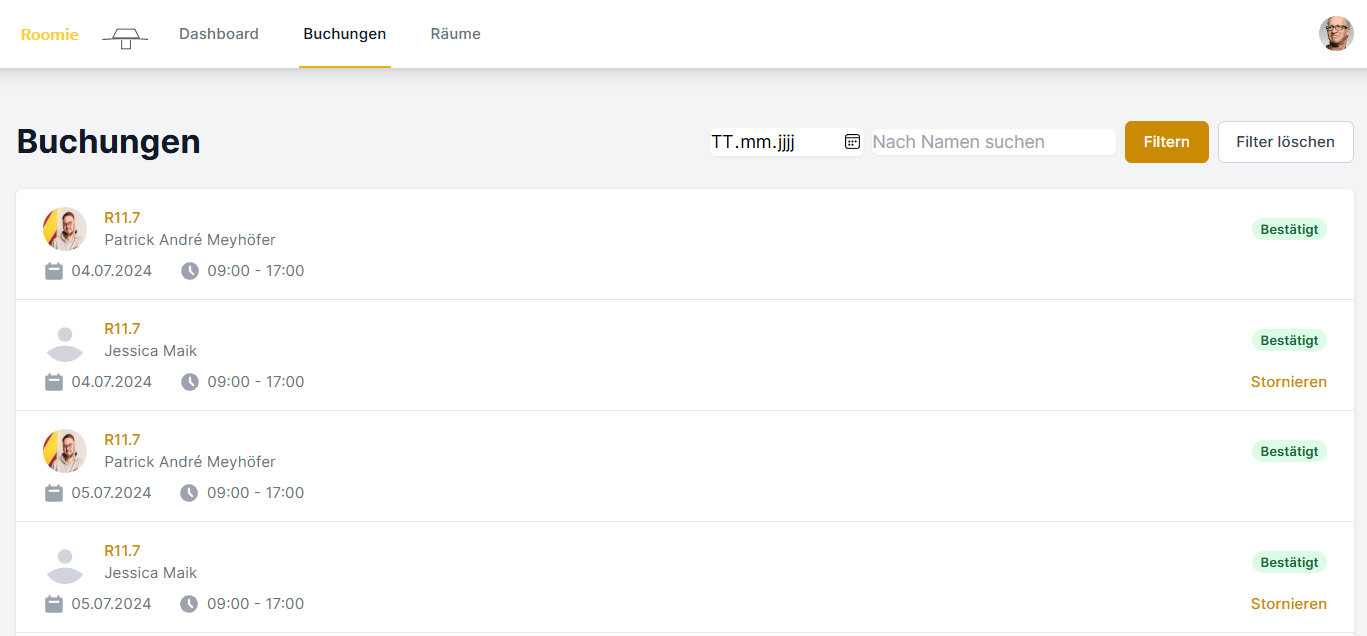 Roomie Dashboard Buchungen Räume
Buchungen TT.mm.jjjj Nach Namen suchen Filtern Filter löschen
R11.7
Patrick André Meyhöfer Bestätigt
04.07.2024 09:00 - 17:00
R11.7
Jessica Maik Bestätigt
04.07.2024 09:00 - 17:00 Stornieren
R11.7
Patrick André Meyhöfer Bestätigt
05.07.2024 09:00 - 17:00
R11.7
Jessica Maik Bestätigt
05.07.2024 09:00 - 17:00 Stornieren